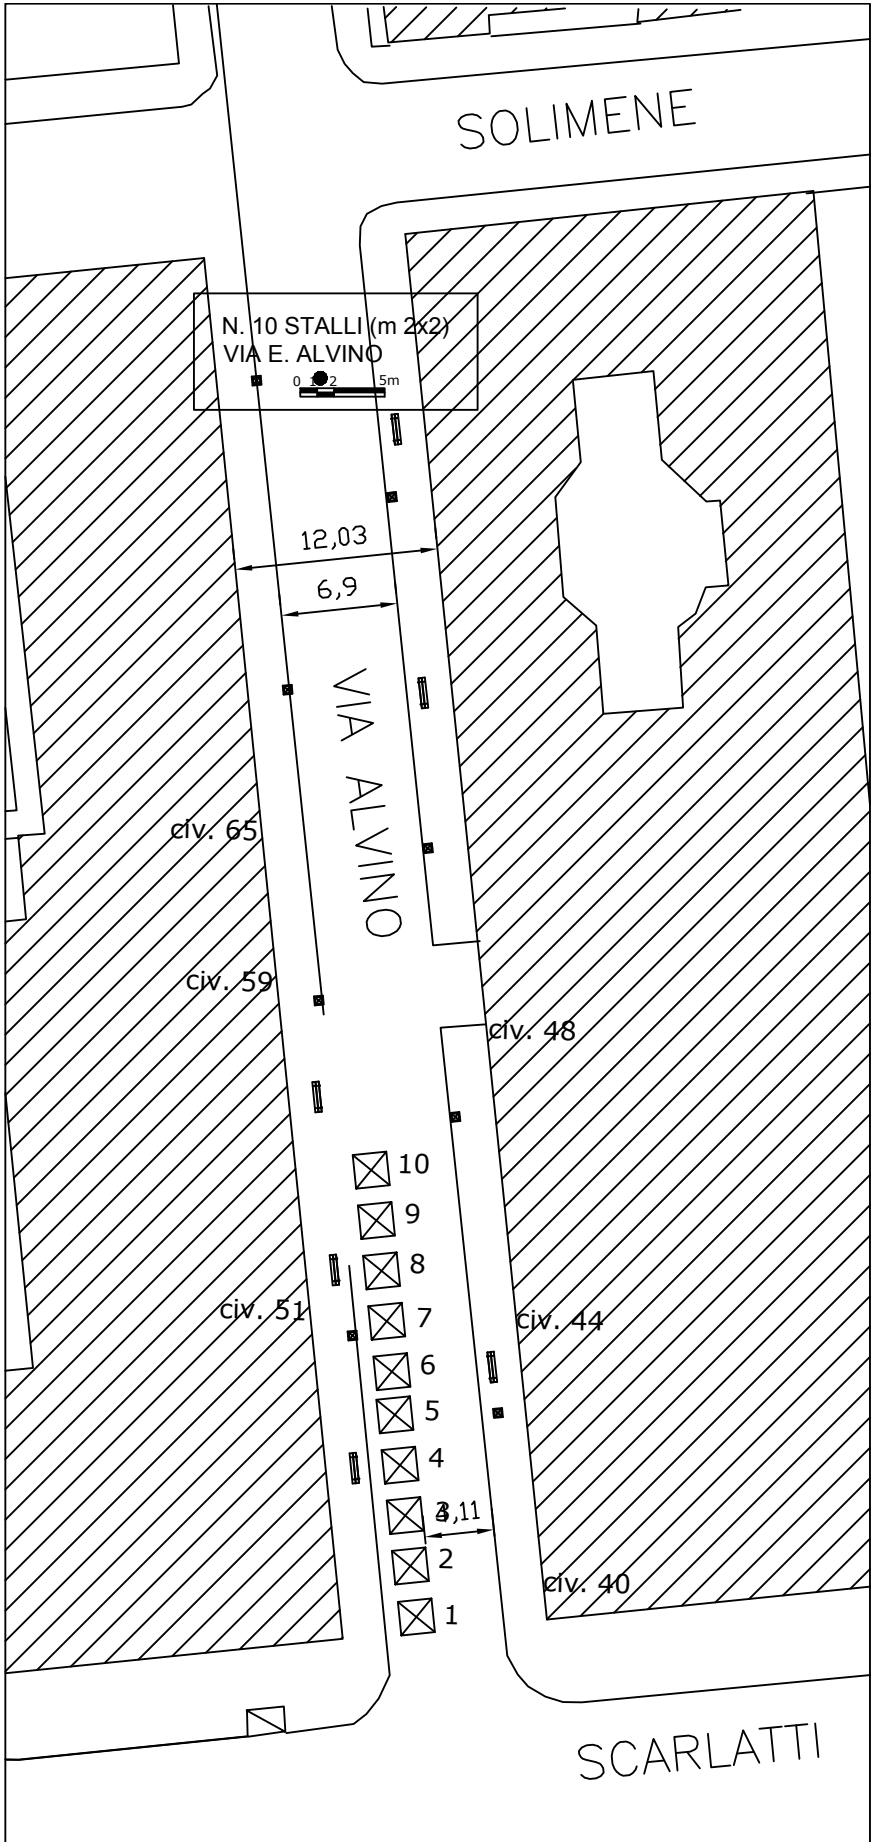 SOLIMENE
N. 10 STALLI (m 2x2)
VIA E. ALVINO
0 1 2 5m
12,03
6,9
VIA ALVINO
civ. 65
civ. 59
civ. 48
10
9
8
civ. 51
7
civ. 44
6
5
4
3
2
civ. 40
1
SCARLATTI